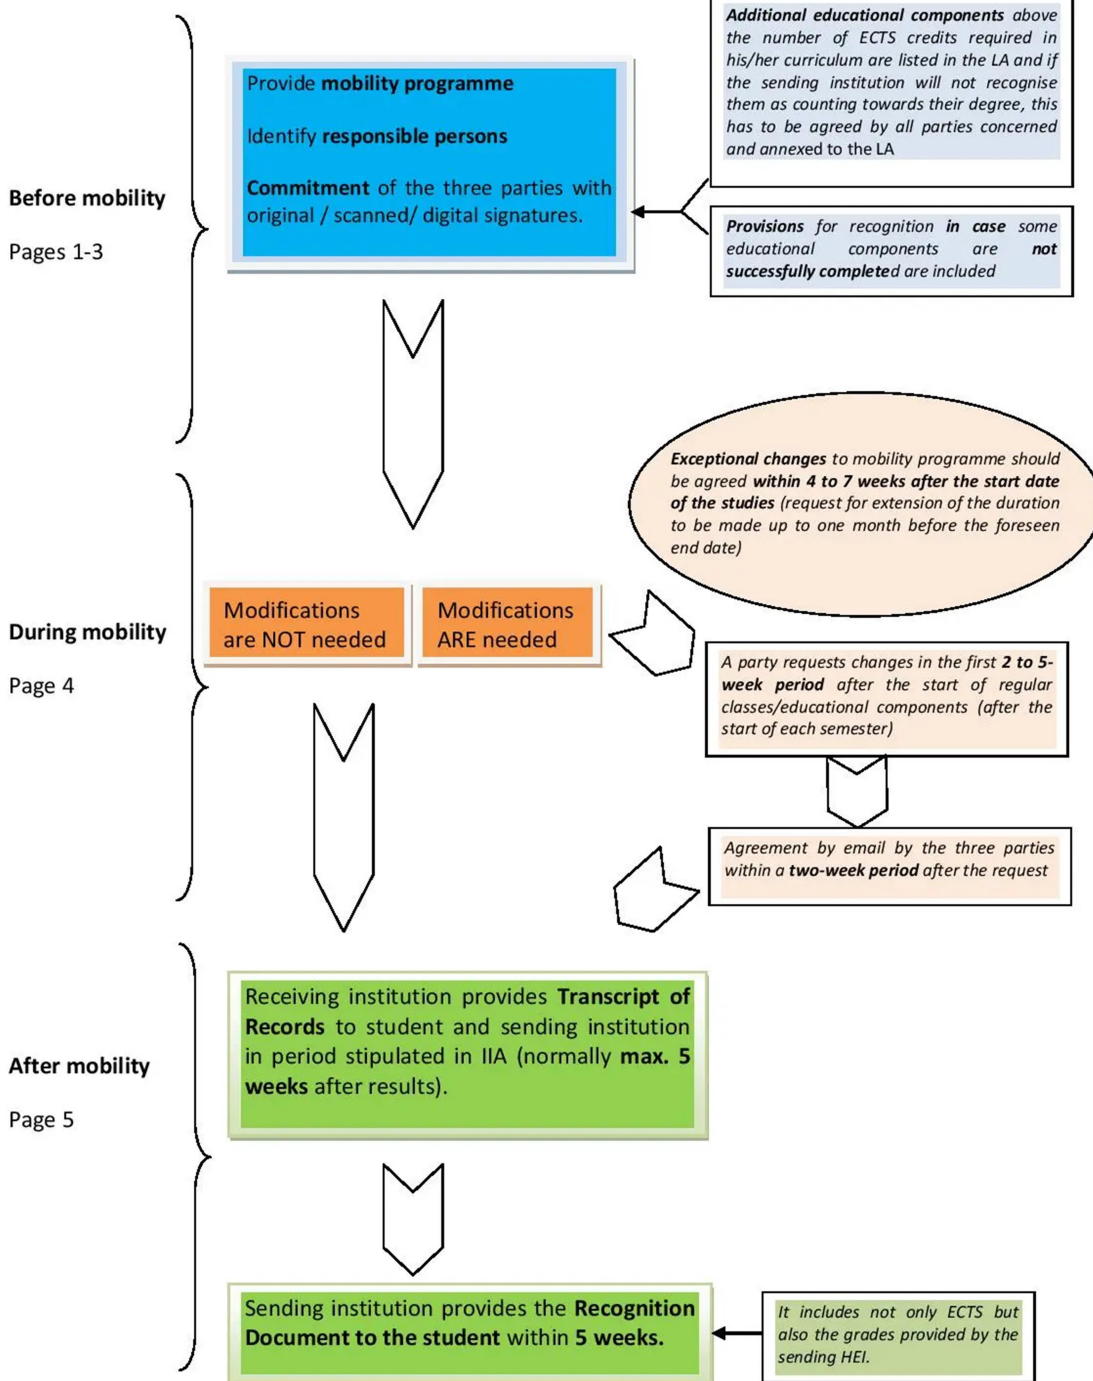 Additional educational components above
the number of ECTS credits required in
his/her curriculum are listed in the LA and if
the sending institution will not recognise
them as counting towards their degree, this
has to be agreed by all parties concerned
and annexed to the LA
Provide mobility programme
Identify responsible persons
Commitment of the three parties with
original / scanned/ digital signatures.
Before mobility
Pages 1-3
Provisions for recognition in case some
educational components are not
successfully completed are included
Exceptional changes to mobility programme should
be agreed within 4 to 7 weeks after the start date
of the studies (request for extension of the duration
to be made up to one month before the foreseen
end date)
During mobility
Page 4
Modifications
are NOT needed
Modifications
ARE needed
A party requests changes in the first 2 to 5-
week period after the start of regular
classes/educational components (after the
start of each semester)
Agreement by email by the three parties
within a two-week period after the request
After mobility
Page 5
Receiving institution provides Transcript of
Records to student and sending institution
in period stipulated in IIA (normally max. 5
weeks after results).
Sending institution provides the Recognition
Document to the student within 5 weeks.
It includes not only ECTS but
also the grades provided by the
sending HEI.